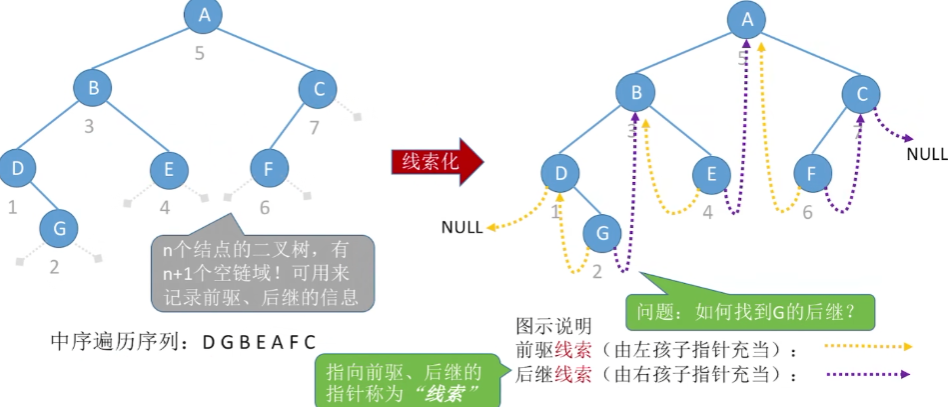 A
5
B
3
C
7
D
1
E
4
F
6
G
2
n个结点的二叉树，有
n+1个空链域！可用来
记录前驱、后继的信息
中序遍历序列：D G B E A F C
线索化
A
5
B
3
C
7
D
1
E
4
F
6
G
2
NULL
NULL
问题：如何找到G的后继？
图示说明
前驱线索（由左孩子指针充当）：
后继线索（由右孩子指针充当）：
指向前驱、后继的
指针称为“线索”